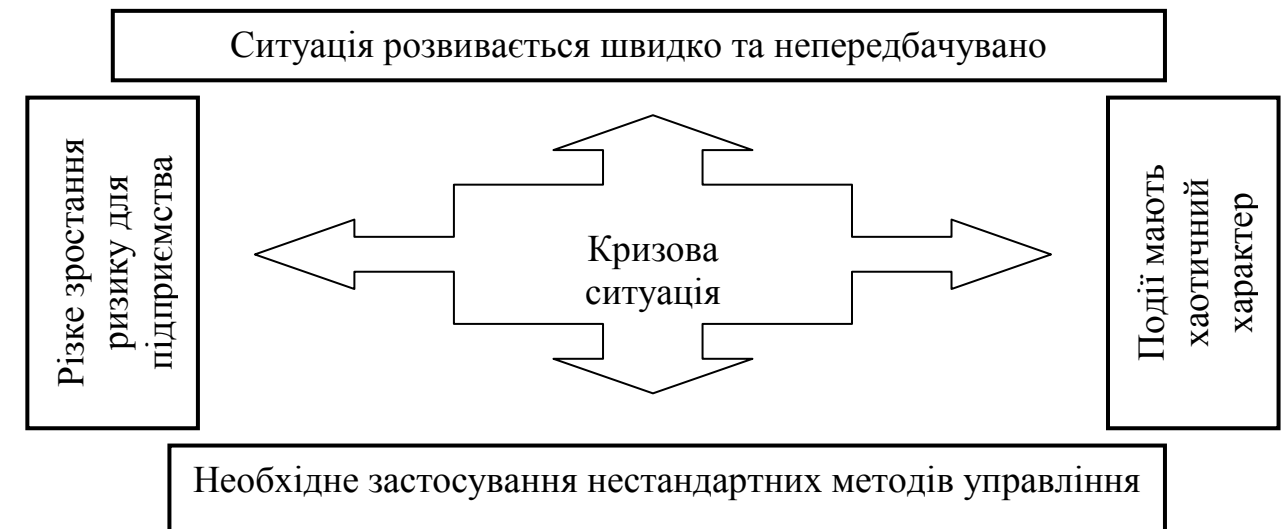 Ситуація розвивається швидко та непередбачувано
Різке зростання
ризику для
підприємства
Кризова
ситуація
Події мають
хаотичний
характер
Необхідне застосування нестандартних методів управління